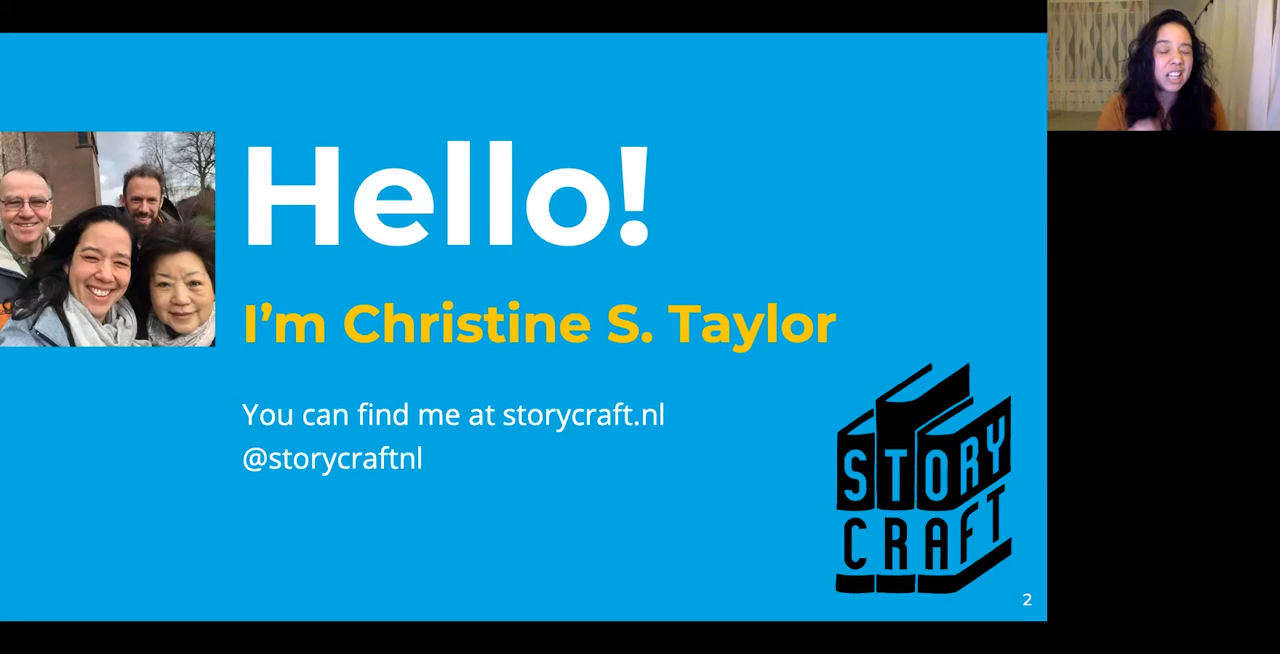 Hello!
I’m Christine S. Taylor
You can find me at storycraft.nl
@storycraftnl
STORY
CRAFT
2